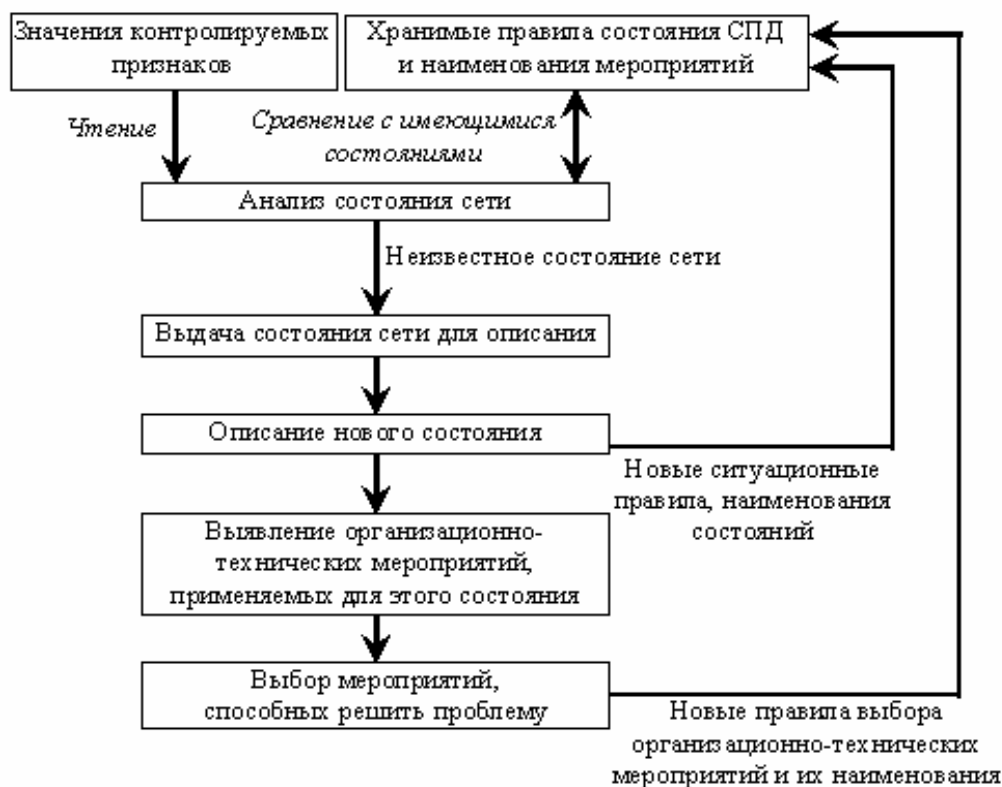 Значения контролируемых
признаков
Хранимые правила состояния СПД
и наименования мероприятий
Чтение
Сравнение с имеющимися
состояниями
Анализ состояния сети
Неизвестное состояние сети
Выдача состояния сети для описания
Описание нового состояния
Новые ситуационные
правила, наименования
состояний
Выявление организационно-
технических мероприятий,
применяемых для этого состояния
Выбор мероприятий,
способных решить проблему
Новые правила выбора
организационно-технических
мероприятий и их наименования